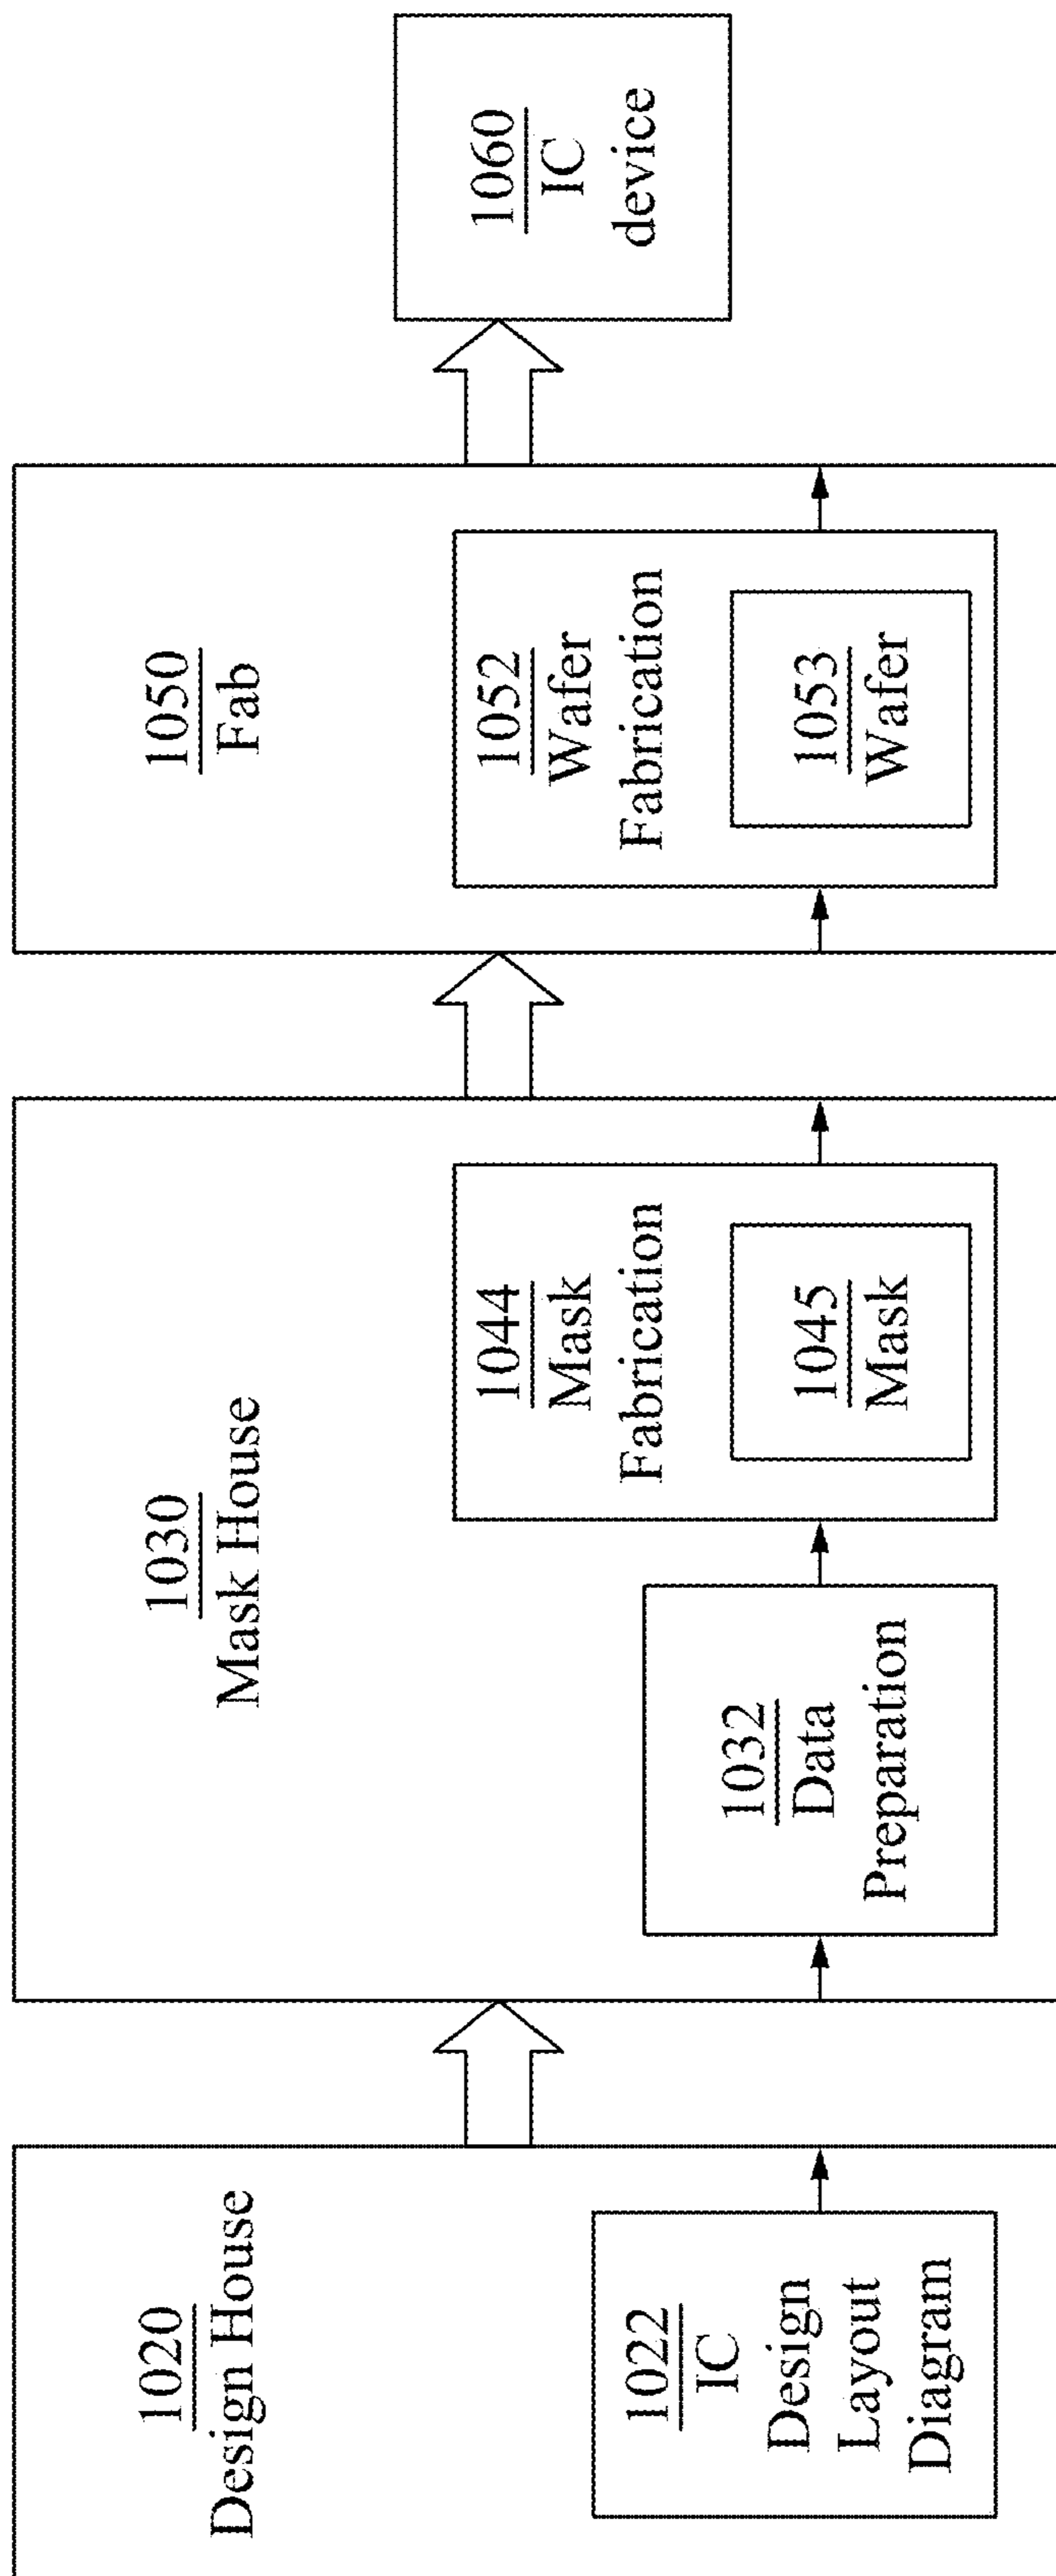 1020
Design House
1022
IC
Design
Layout
Diagram
1030
Mask House
1032
Data
Preparation
1044
Mask
Fabrication
1045
Mask
1050
Fab
1052
Wafer
Fabrication
1053
Wafer
1060
IC
device